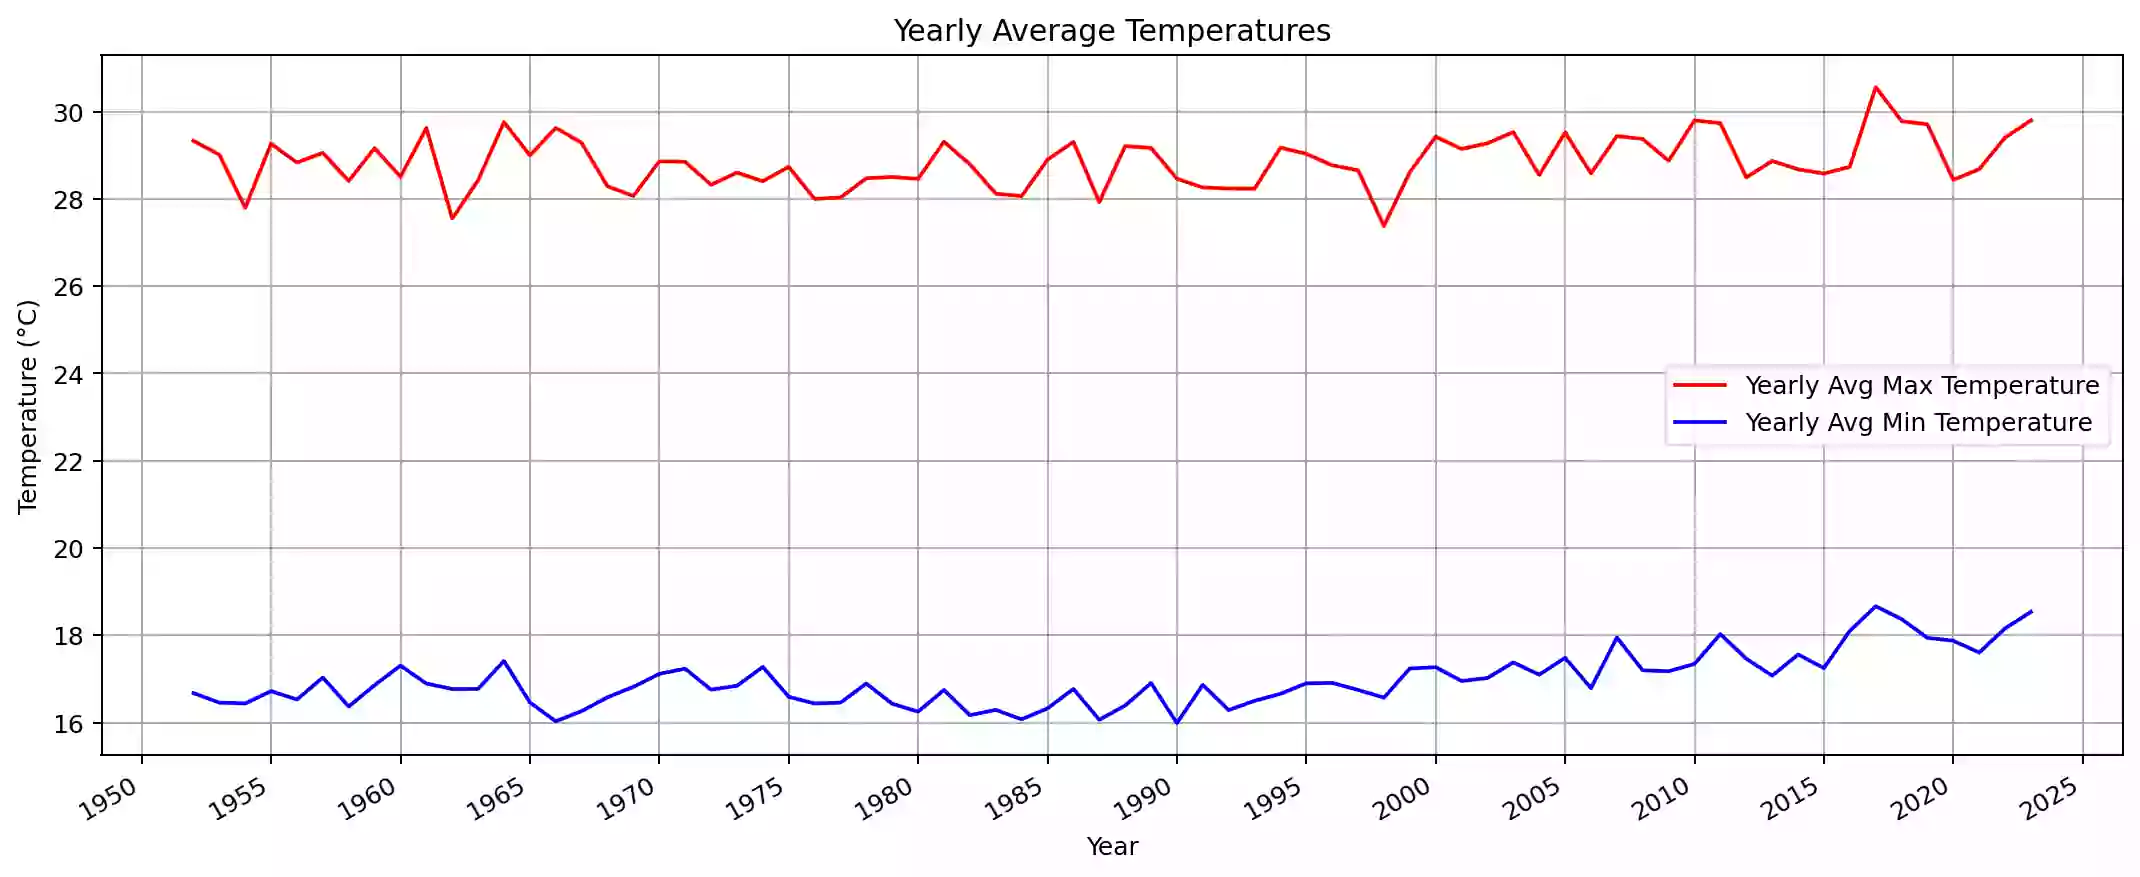 Yearly Average Temperatures
30
28
26
24
22
20
18
16
Temperature (°C)
Yearly Avg Max Temperature
Yearly Avg Min Temperature
1950 1955 1960 1965 1970 1975 1980 1985 1990 1995 2000 2005 2010 2015 2020 2025
Year